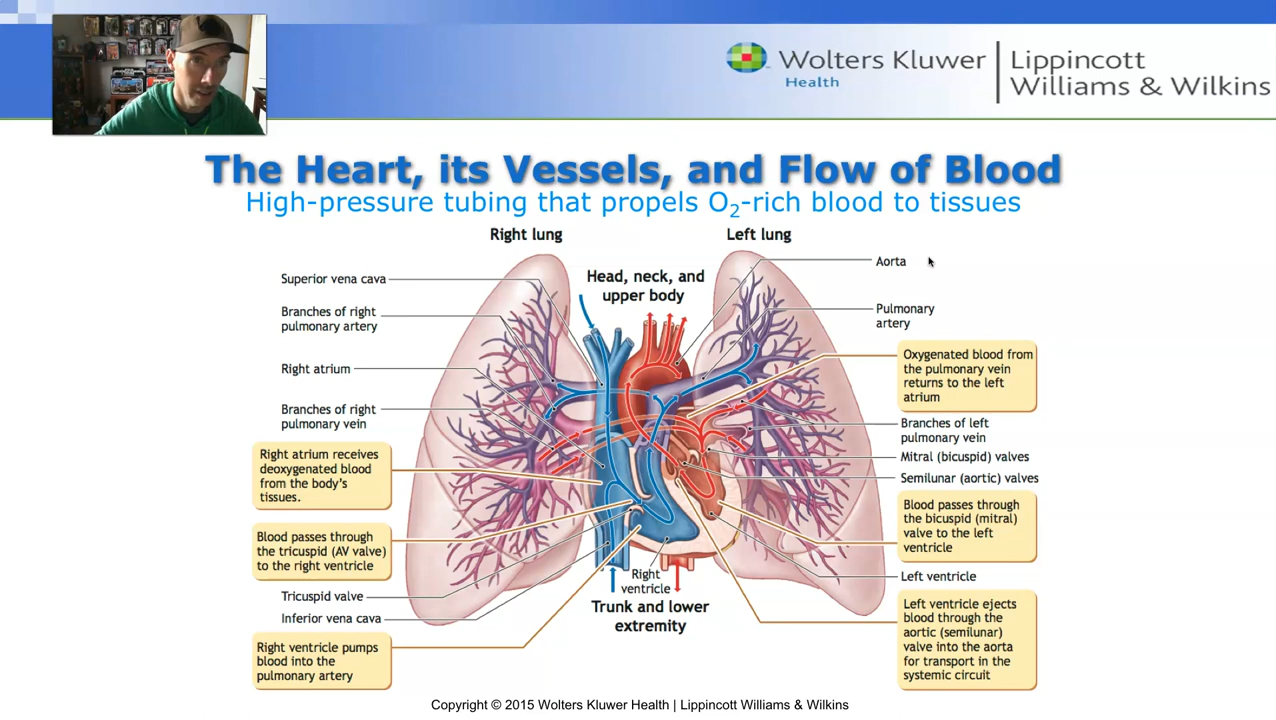 Wolters Kluwer
Health
Lippincott
Williams & Wilkins
The Heart, its Vessels, and Flow of Blood
High-pressure tubing that propels O₂-rich blood to tissues
Right lung
Left lung
Head, neck, and
upper body
Superior vena cava
Branches of right
pulmonary artery
Right atrium
Branches of right
pulmonary vein
Right atrium receives
deoxygenated blood
from the body's
tissues.
Blood passes through
the tricuspid (AV valve)
to the right ventricle
Tricuspid valve
Inferior vena cava
Right ventricle pumps
blood into the
pulmonary artery
Right
ventricle
Trunk and lower
extremity
Aorta
Pulmonary
artery
Oxygenated blood from
the pulmonary vein
returns to the left
atrium
Branches of left
pulmonary vein
Mitral (bicuspid) valves
Semilunar (aortic) valves
Blood passes through
the bicuspid (mitral)
valve to the left
ventricle
Left ventricle
Left ventricle ejects
blood through the
aortic (semilunar)
valve into the aorta
for transport in the
systemic circuit
Copyright © 2015 Wolters Kluwer Health | Lippincott Williams & Wilkins